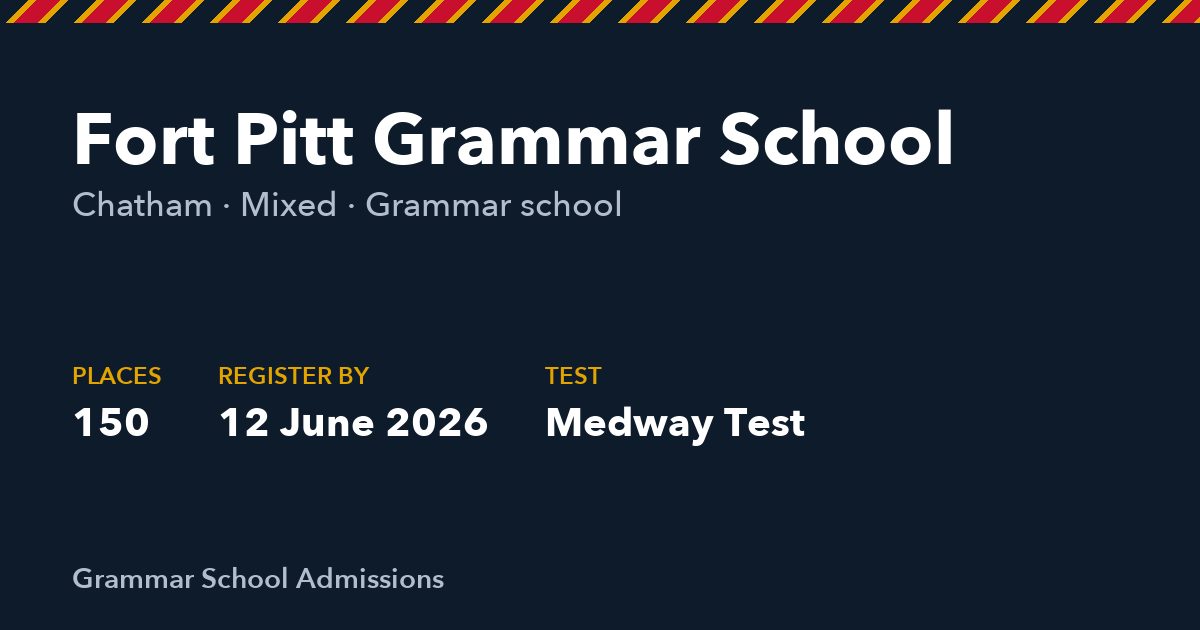 Fort Pitt Grammar School
Chatham · Mixed · Grammar school
PLACES REGISTER BY TEST
150 12 June 2026 Medway Test
Grammar School Admissions